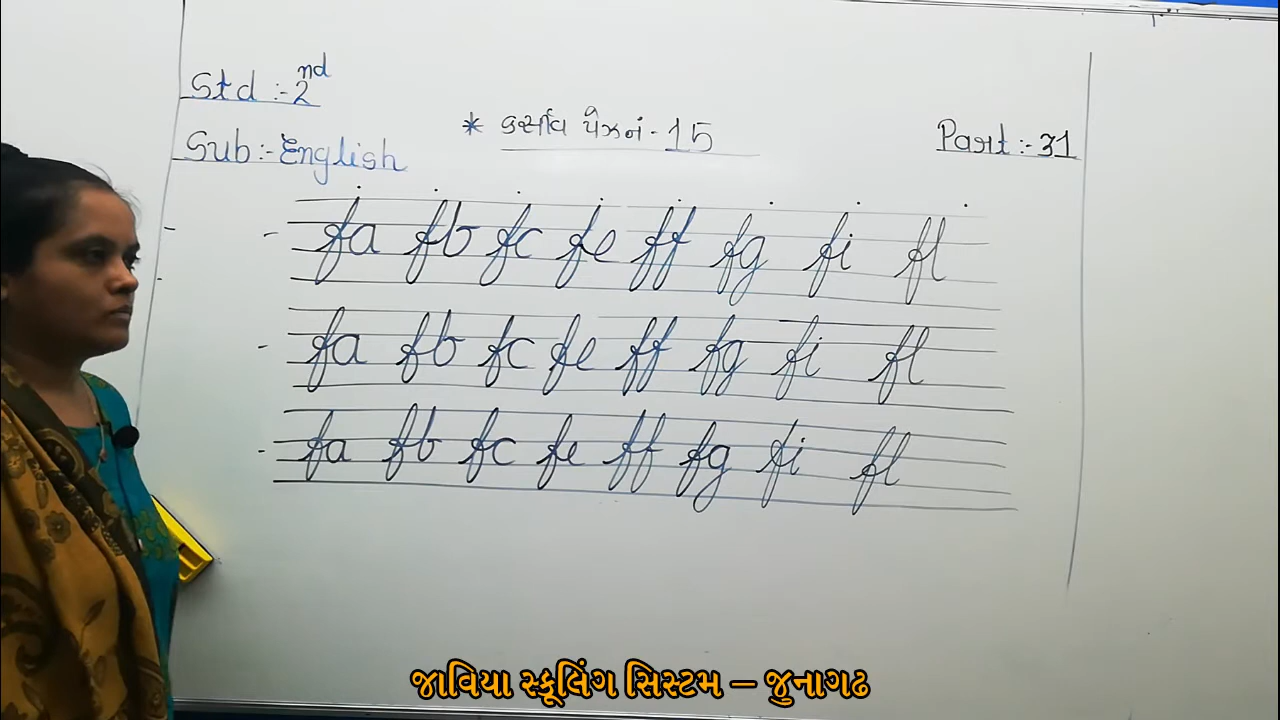 Std :- 2nd
Sub :- English
* કર્સીવ પેઝનં - 15
Part :- 31
- fa fb fc fe ff fg fi fl
- fa fb fc fe ff fg fi fl
- fa fb fc fe ff fg fi fl
જાવિયા સ્કૂલિંગ સિસ્ટમ – જુનાગઢ